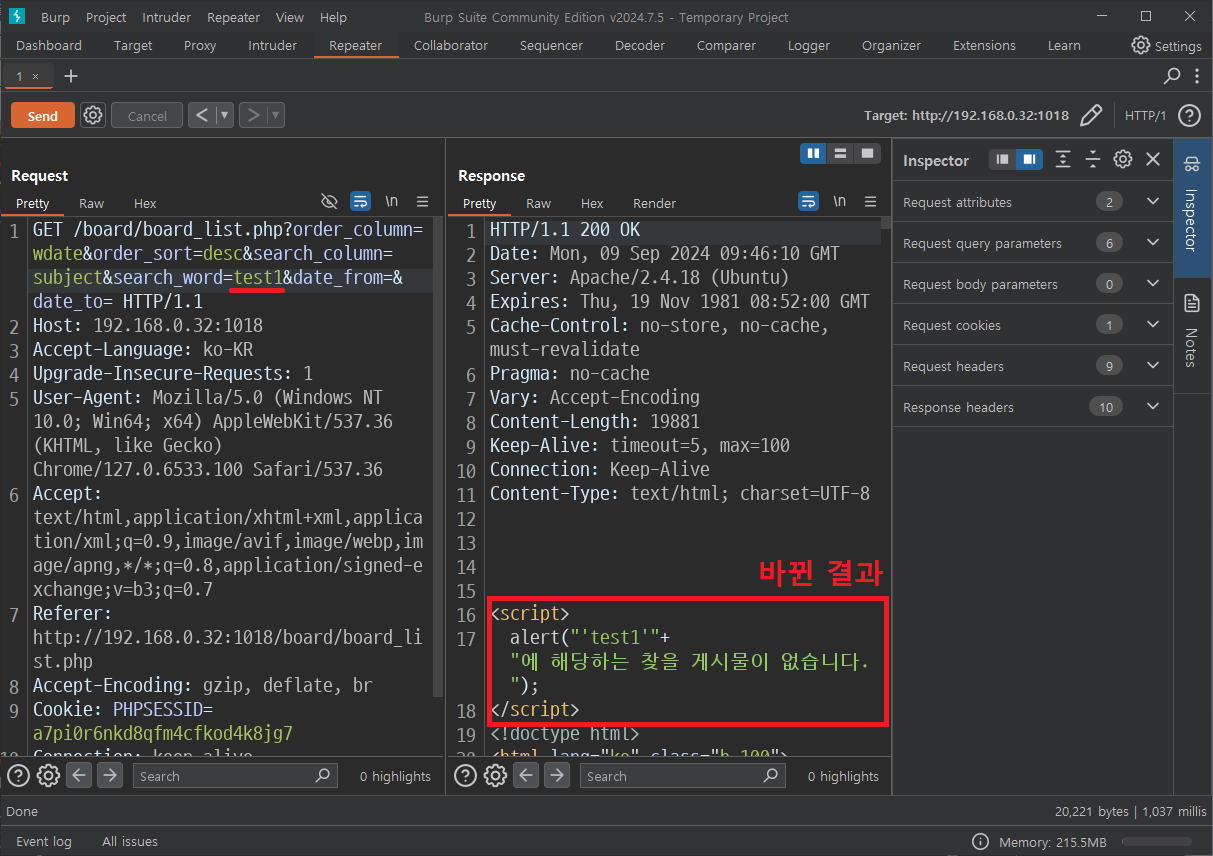 Burp Project Intruder Repeater View Help Burp Suite Community Edition v2024.7.5 - Temporary Project
Dashboard Target Proxy Intruder Repeater Collaborator Sequencer Decoder Comparer Logger Organizer Extensions Learn Settings
1 × +
Send Cancel < > Target: http://192.168.0.32:1018 HTTP/1 ?
Request
Pretty Raw Hex \n
1 GET /board/board_list.php?order_column=
wdate&order_sort=desc&search_column=
subject&search_word=test1&date_from=&
date_to= HTTP/1.1
2 Host: 192.168.0.32:1018
3 Accept-Language: ko-KR
4 Upgrade-Insecure-Requests: 1
5 User-Agent: Mozilla/5.0 (Windows NT
10.0; Win64; x64) AppleWebKit/537.36
(KHTML, like Gecko)
Chrome/127.0.6533.100 Safari/537.36
6 Accept:
text/html,application/xhtml+xml,applica
tion/xml;q=0.9,image/avif,image/webp,im
age/apng,*/*;q=0.8,application/signed-e
xchange;v=b3;q=0.7
7 Referer:
http://192.168.0.32:1018/board/board_li
st.php
8 Accept-Encoding: gzip, deflate, br
9 Cookie: PHPSESSID=
a7pi0r6nkd8qfm4cfkod4k8jg7
10 Connection: keep-alive
Search 0 highlights
Response
Pretty Raw Hex Render \n
1 HTTP/1.1 200 OK
2 Date: Mon, 09 Sep 2024 09:46:10 GMT
3 Server: Apache/2.4.18 (Ubuntu)
4 Expires: Thu, 19 Nov 1981 08:52:00 GMT
5 Cache-Control: no-store, no-cache,
must-revalidate
6 Pragma: no-cache
7 Vary: Accept-Encoding
8 Content-Length: 19881
9 Keep-Alive: timeout=5, max=100
10 Connection: Keep-Alive
11 Content-Type: text/html; charset=UTF-8
12
13
14
바뀐 결과
15
16 <script>
17 alert("'test1'"+
"에 해당하는 찾을 게시물이 없습니다.
");
18 </script>
19 <!doctype html>
20 <html lang="ko" class="h-100">
Search 0 highlights
Inspector
Request attributes 2
Request query parameters 6
Request body parameters 0
Request cookies 1
Request headers 9
Response headers 10
Inspector
Notes
Done 20,221 bytes | 1,037 millis
Event log All issues Memory: 215.5MB